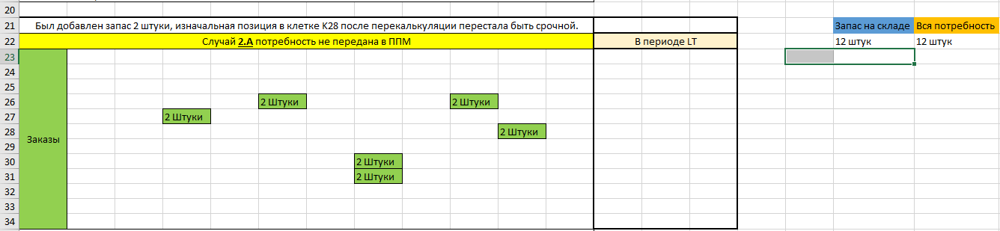 20
21 Был добавлен запас 2 штуки, изначальная позиция в клетке K28 после перекалькуляции перестала быть срочной. Запас на складе Вся потребность
22 Случай 2.А потребность не передана в ППМ В периоде LT 12 штук 12 штук
23
24
25
26 2 Штуки 2 Штуки
27 2 Штуки
Заказы
28 2 Штуки
29
30 2 Штуки
31 2 Штуки
32
33
34